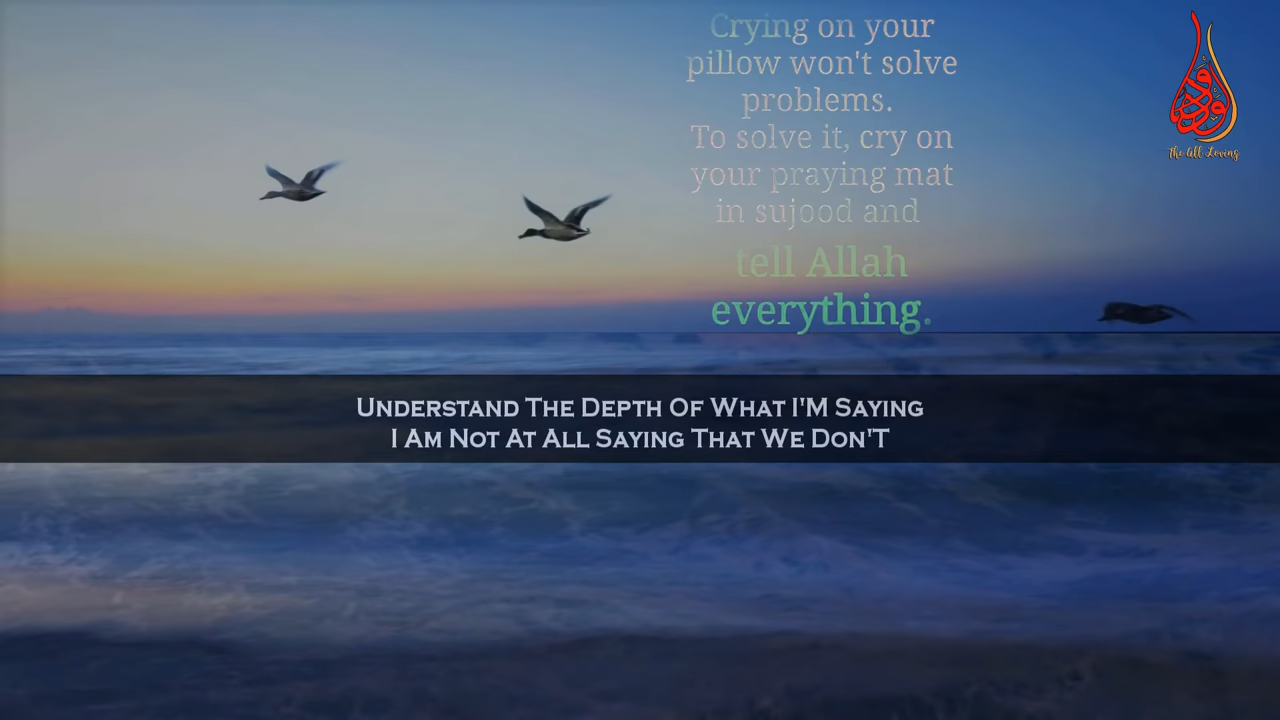 Crying on your
pillow won't solve
problems.
To solve it, cry on
your praying mat
in sujood and
tell Allah
everything.
الودود
The All Loving
UNDERSTAND THE DEPTH OF WHAT I'M SAYING
I AM NOT AT ALL SAYING THAT WE DON'T